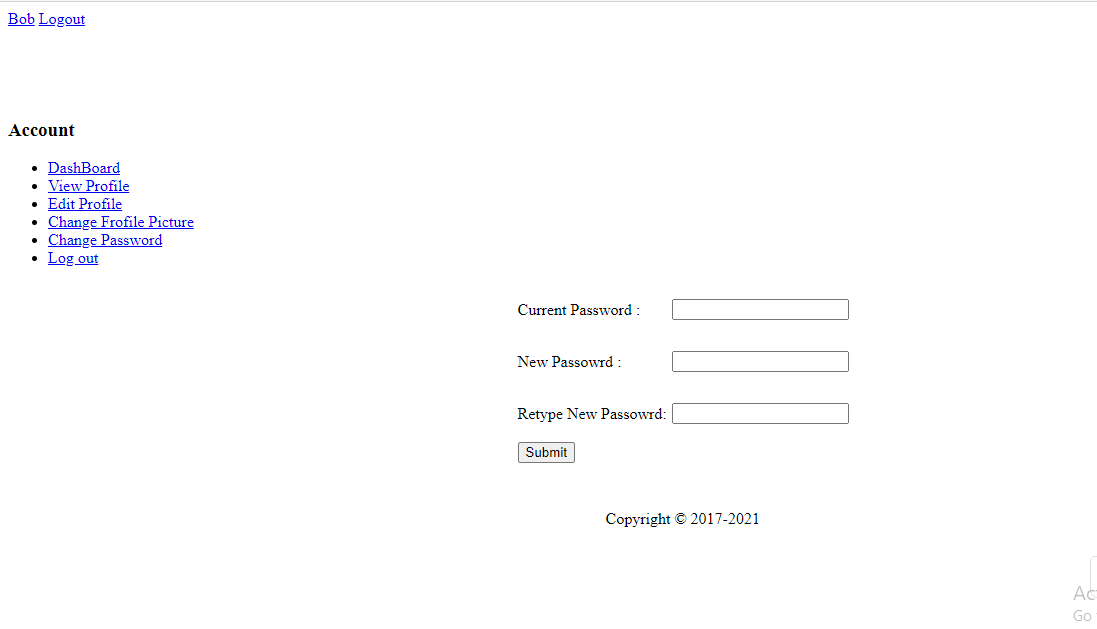 Bob Logout
Account
DashBoard
View Profile
Edit Profile
Change Frofile Picture
Change Password
Log out
Current Password :
New Passowrd :
Retype New Passowrd:
Submit
Copyright © 2017-2021
Go